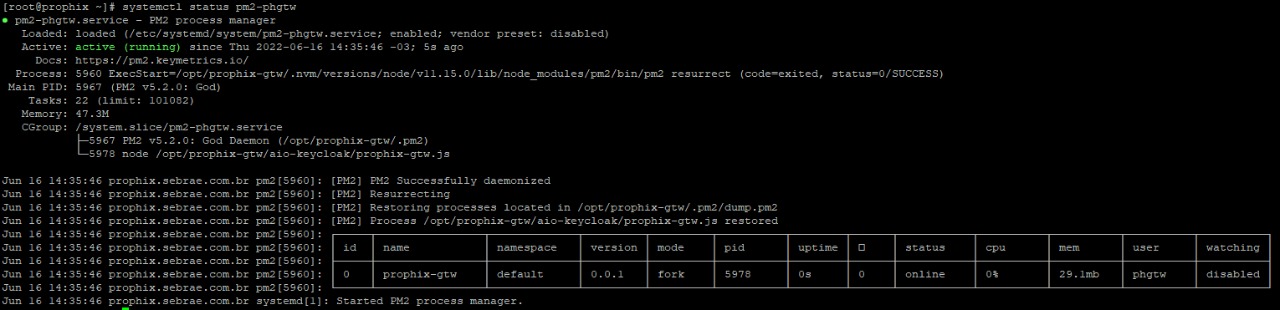 [root@prophix ~]# systemctl status pm2-phgtw
● pm2-phgtw.service - PM2 process manager
Loaded: loaded (/etc/systemd/system/pm2-phgtw.service; enabled; vendor preset: disabled)
Active: active (running) since Thu 2022-06-16 14:35:46 -03; 5s ago
Docs: https://pm2.keymetrics.io/
Process: 5960 ExecStart=/opt/prophix-gtw/.nvm/versions/node/v11.15.0/lib/node_modules/pm2/bin/pm2 resurrect (code=exited, status=0/SUCCESS)
Main PID: 5967 (PM2 v5.2.0: God)
Tasks: 22 (limit: 101082)
Memory: 47.3M
CGroup: /system.slice/pm2-phgtw.service
├─5967 PM2 v5.2.0: God Daemon (/opt/prophix-gtw/.pm2)
└─5978 node /opt/prophix-gtw/aio-keycloak/prophix-gtw.js
Jun 16 14:35:46 prophix.sebrae.com.br pm2[5960]: [PM2] PM2 Successfully daemonized
Jun 16 14:35:46 prophix.sebrae.com.br pm2[5960]: [PM2] Resurrecting
Jun 16 14:35:46 prophix.sebrae.com.br pm2[5960]: [PM2] Restoring processes located in /opt/prophix-gtw/.pm2/dump.pm2
Jun 16 14:35:46 prophix.sebrae.com.br pm2[5960]: [PM2] Process /opt/prophix-gtw/aio-keycloak/prophix-gtw.js restored
Jun 16 14:35:46 prophix.sebrae.com.br pm2[5960]:
Jun 16 14:35:46 prophix.sebrae.com.br pm2[5960]: │ id │ name │ namespace │ version │ mode │ pid │ uptime │ □ │ status │ cpu │ mem │ user │ watching │
Jun 16 14:35:46 prophix.sebrae.com.br pm2[5960]:
Jun 16 14:35:46 prophix.sebrae.com.br pm2[5960]: │ 0 │ prophix-gtw │ default │ 0.0.1 │ fork │ 5978 │ 0s │ 0 │ online │ 0% │ 29.1mb │ phgtw │ disabled │
Jun 16 14:35:46 prophix.sebrae.com.br pm2[5960]:
Jun 16 14:35:46 prophix.sebrae.com.br systemd[1]: Started PM2 process manager.